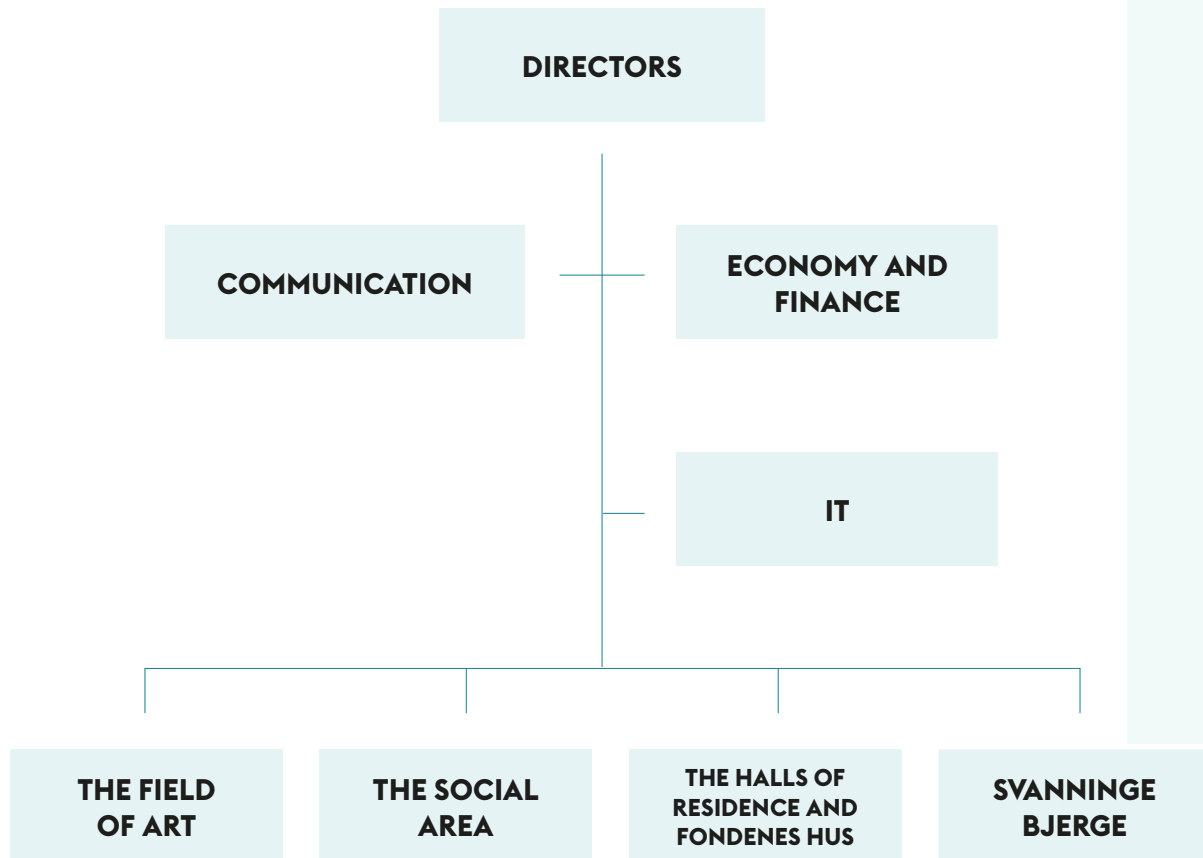 DIRECTORS
COMMUNICATION
ECONOMY AND
FINANCE
IT
THE FIELD
OF ART
THE SOCIAL
AREA
THE HALLS OF
RESIDENCE AND
FONDENES HUS
SVANNINGE
BJERGE